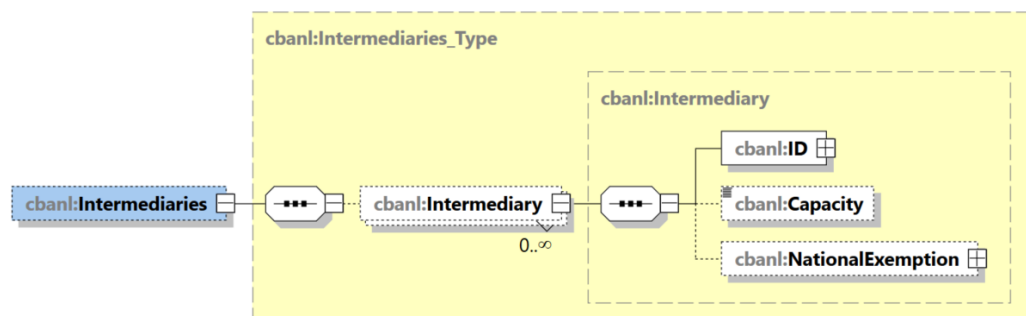 cbanl:Intermediaries_Type
cbanl:Intermediary
cbanl:ID
cbanl:Intermediaries
cbanl:Intermediary
cbanl:Capacity
0..∞
cbanl:NationalExemption